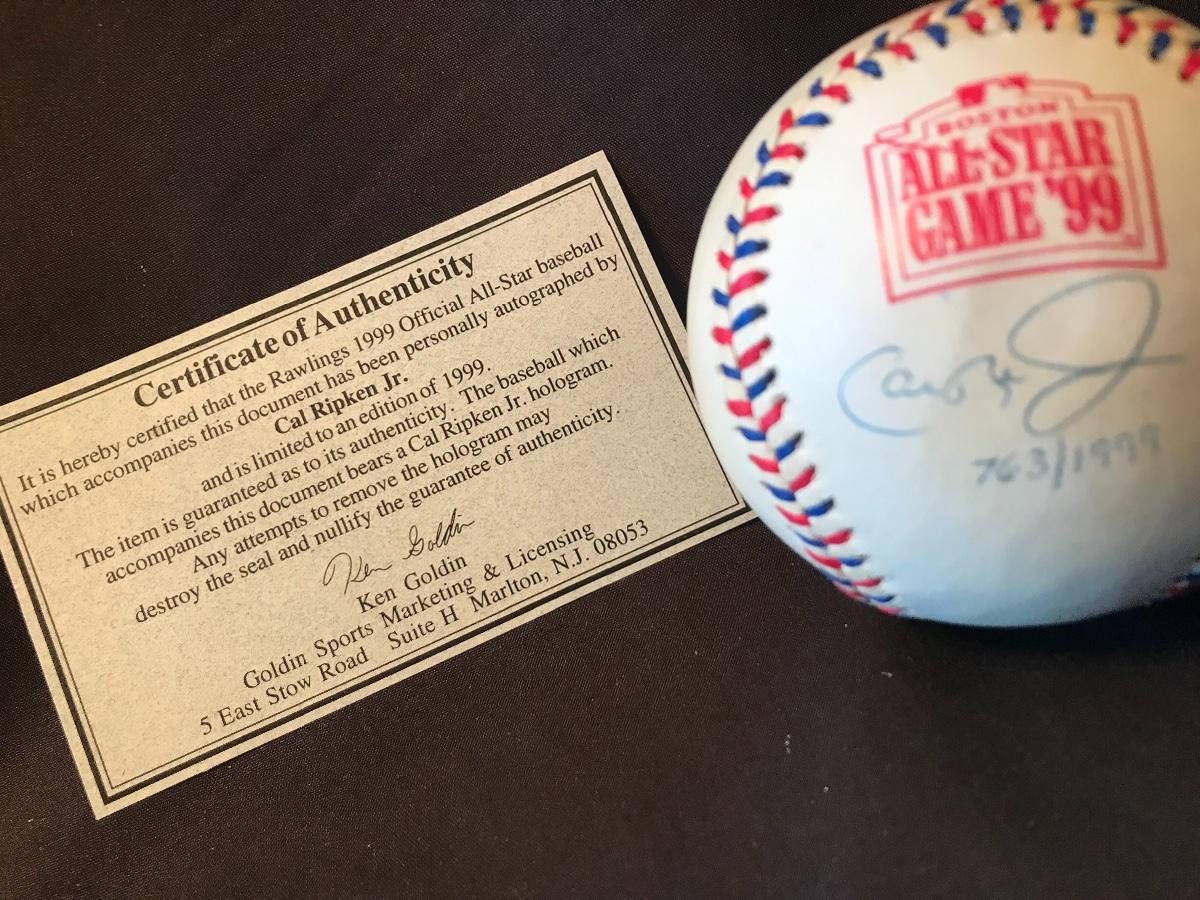 Certificate of Authenticity
It is hereby certified that the Rawlings 1999 Official All-Star baseball
which accompanies this document has been personally autographed by
Cal Ripken Jr.
and is limited to an edition of 1999.
The item is guaranteed as to its authenticity. The baseball which
accompanies this document bears a Cal Ripken Jr. hologram.
Any attempts to remove the hologram may
destroy the seal and nullify the guarantee of authenticity.
Ken Goldin
Ken Goldin
Goldin Sports Marketing & Licensing
5 East Stow Road Suite H Marlton, N.J. 08053
BOSTON
ALL-STAR
GAME '99
763/1999